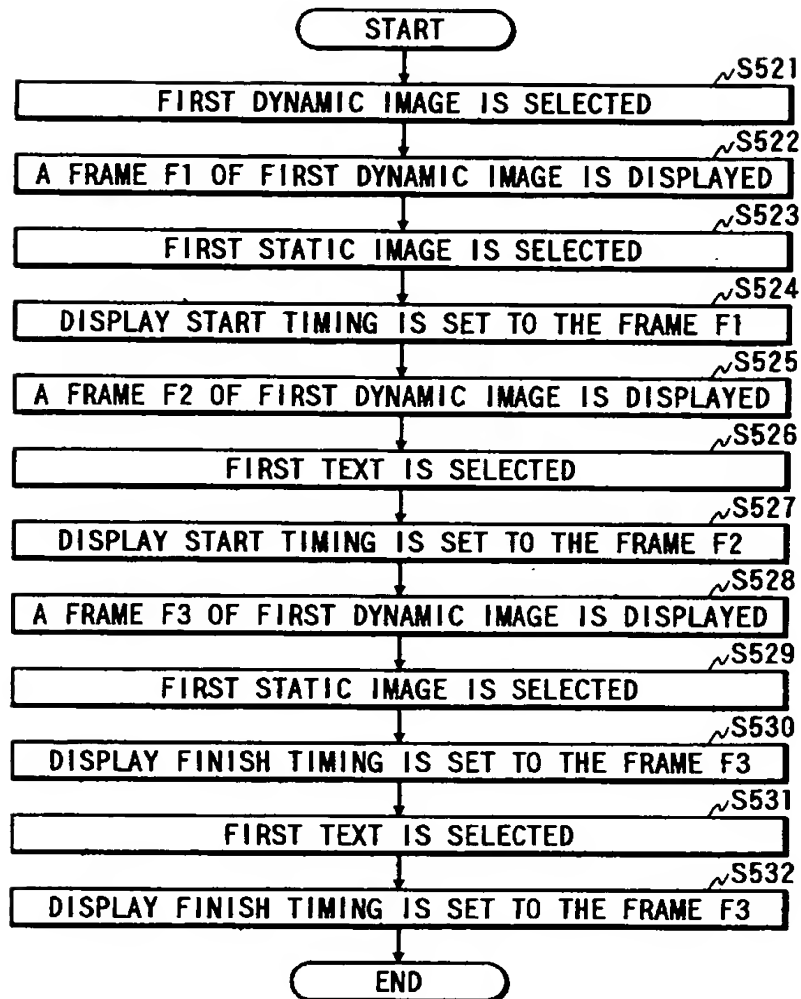 START
S521
FIRST DYNAMIC IMAGE IS SELECTED
S522
A FRAME F1 OF FIRST DYNAMIC IMAGE IS DISPLAYED
S523
FIRST STATIC IMAGE IS SELECTED
S524
DISPLAY START TIMING IS SET TO THE FRAME F1
S525
A FRAME F2 OF FIRST DYNAMIC IMAGE IS DISPLAYED
S526
FIRST TEXT IS SELECTED
S527
DISPLAY START TIMING IS SET TO THE FRAME F2
S528
A FRAME F3 OF FIRST DYNAMIC IMAGE IS DISPLAYED
S529
FIRST STATIC IMAGE IS SELECTED
S530
DISPLAY FINISH TIMING IS SET TO THE FRAME F3
S531
FIRST TEXT IS SELECTED
S532
DISPLAY FINISH TIMING IS SET TO THE FRAME F3
END